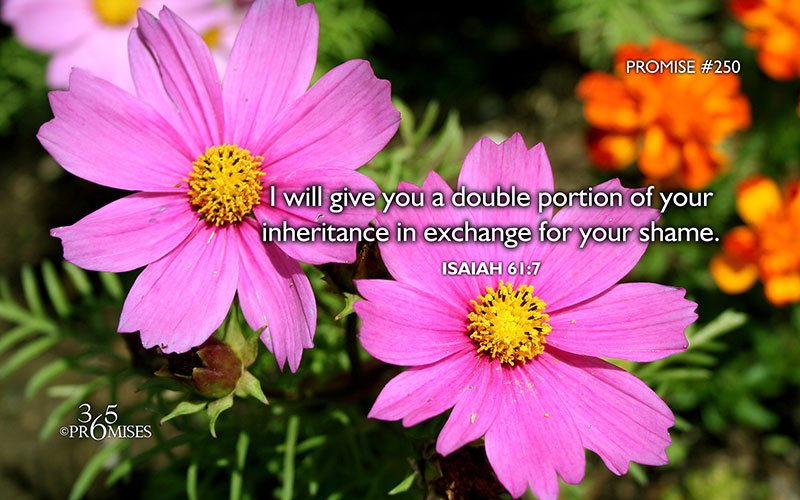 PROMISE #250
I will give you a double portion of your
inheritance in exchange for your shame.
ISAIAH 61:7
365
©PROMISES